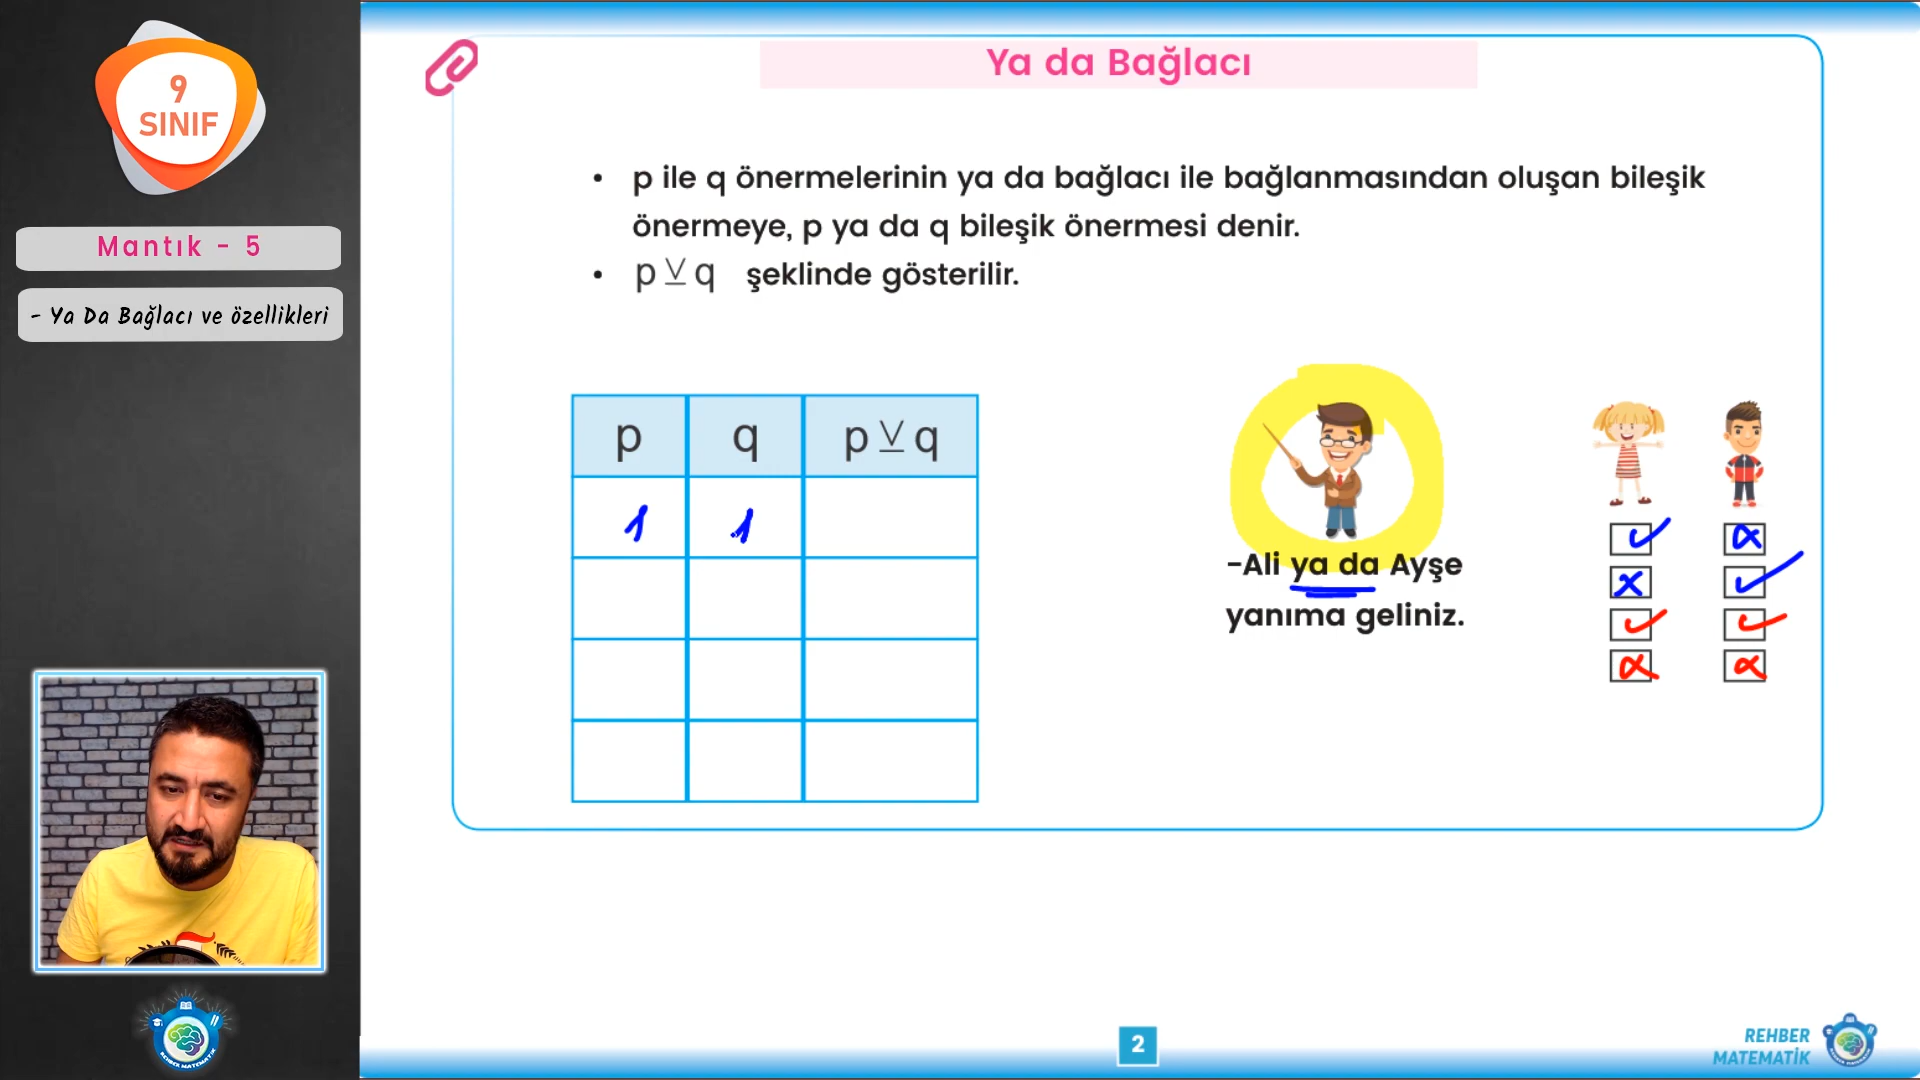 9
SINIF
Mantık - 5
- Ya Da Bağlacı ve özellikleri
Ya da Bağlacı
• p ile q önermelerinin ya da bağlacı ile bağlanmasından oluşan bileşik
önermeye, p ya da q bileşik önermesi denir.
• p ⊻ q şeklinde gösterilir.
p q p ⊻ q
1 1
-Ali ya da Ayşe
yanıma geliniz.
2
REHBER
MATEMATİK
REHBER MATEMATİK